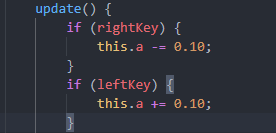 update() {
if (rightKey) {
this.a -= 0.10;
}
if (leftKey) {
this.a += 0.10;
}